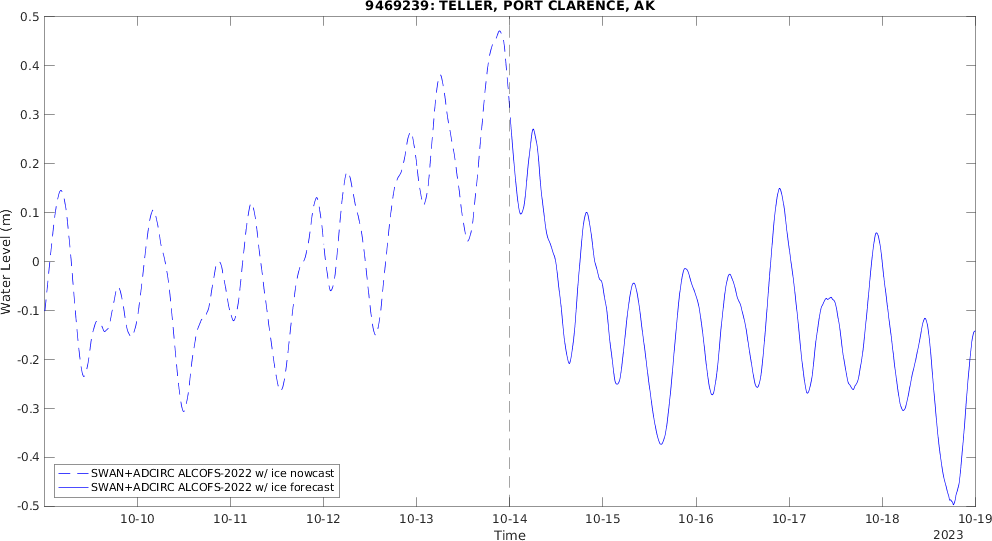 9469239: TELLER, PORT CLARENCE, AK
0.5
0.4
0.3
0.2
0.1
0
-0.1
-0.2
-0.3
-0.4
-0.5
Water Level (m)
SWAN+ADCIRC ALCOFS-2022 w/ ice nowcast
SWAN+ADCIRC ALCOFS-2022 w/ ice forecast
10-10 10-11 10-12 10-13 10-14 10-15 10-16 10-17 10-18 10-19
Time
2023